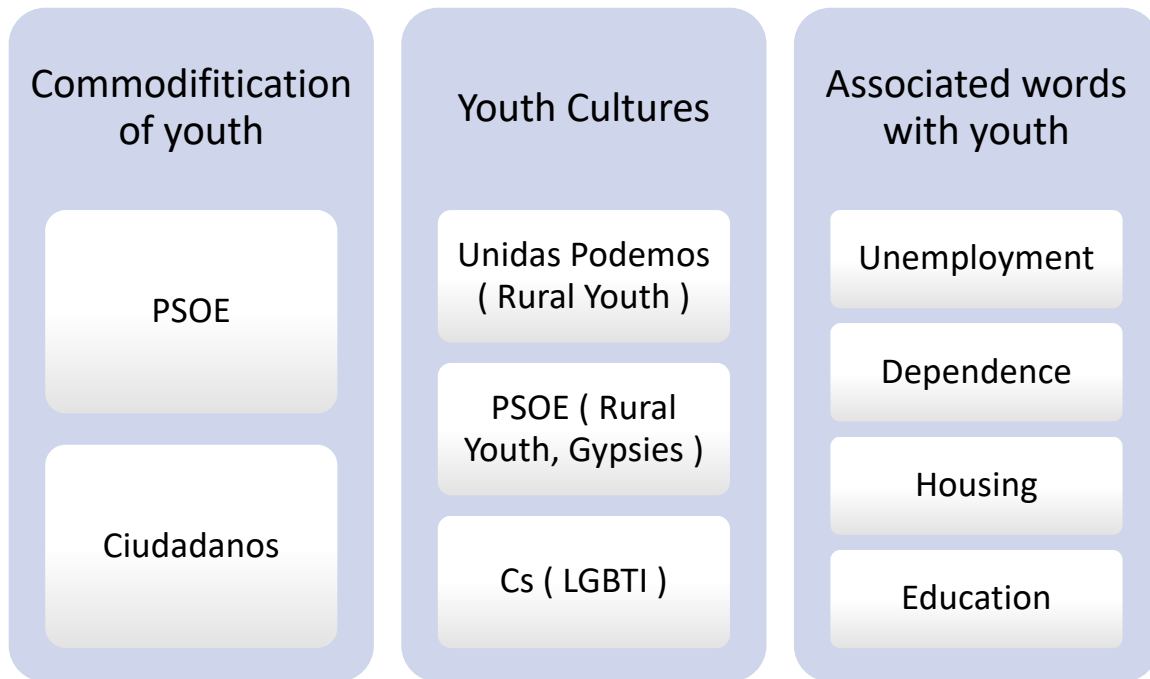 Commodifitication
of youth
PSOE
Ciudadanos
Youth Cultures
Unidas Podemos
( Rural Youth )
PSOE ( Rural
Youth, Gypsies )
Cs ( LGBTI )
Associated words
with youth
Unemployment
Dependence
Housing
Education